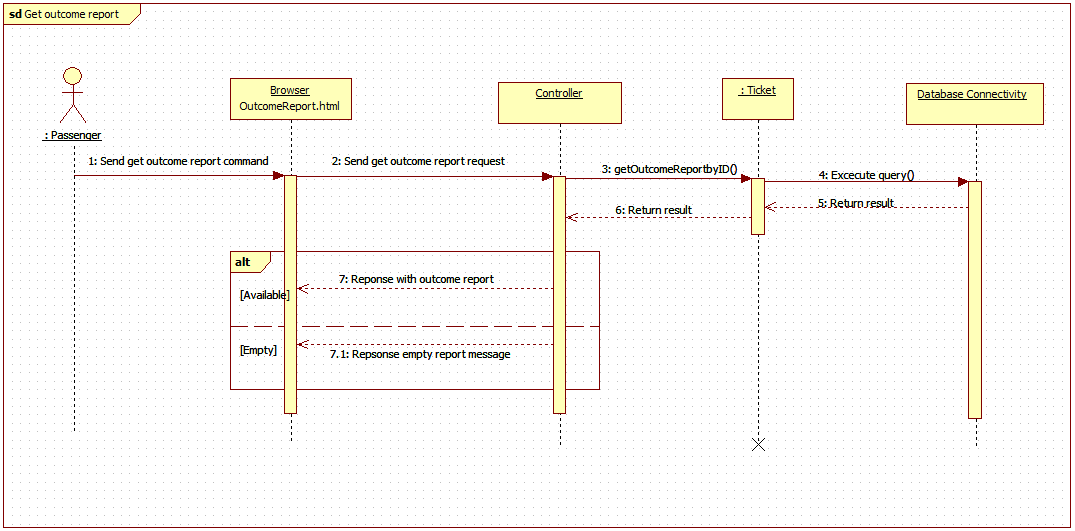 sd Get outcome report
Browser
OutcomeReport.html
Controller
: Ticket
Database Connectivity
: Passenger
1: Send get outcome report command
2: Send get outcome report request
3: getOutcomeReportbyID()
4: Excecute query()
5: Return result
6: Return result
alt
7: Reponse with outcome report
[Available]
[Empty]
7.1: Repsonse empty report message